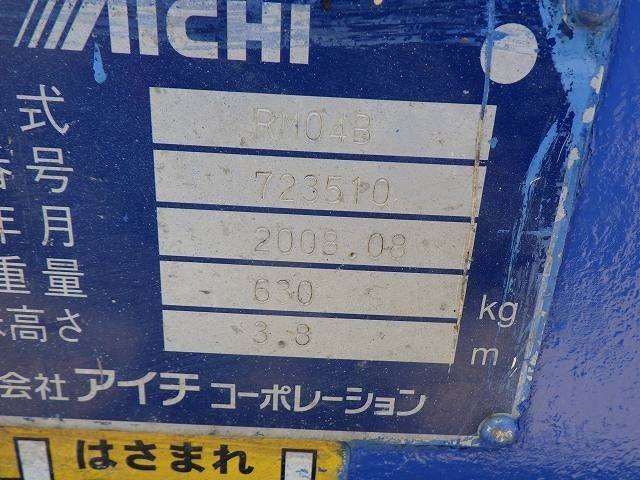 AICHI
式 RM04B
番号 723510
年月 2008.08
重量 630 kg
高さ 3.8 m
会社 アイチ コーポレーション
はさまれ